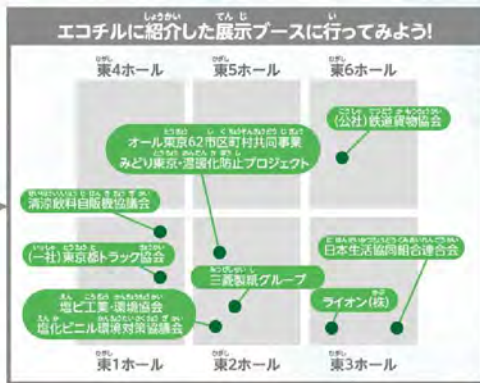 エコチルに紹介した展示ブースに行ってみよう!
東4ホール
東5ホール
東6ホール
(公社)鉄道貨物協会
オール東京62市区町村共同事業
みどり東京・温暖化防止プロジェクト
清涼飲料自販機協議会
(一社)東京都トラック協会
日本生活協同組合連合会
三菱製紙グループ
塩ビ工業・環境協会
塩化ビニル環境対策協議会
ライオン(株)
東1ホール
東2ホール
東3ホール